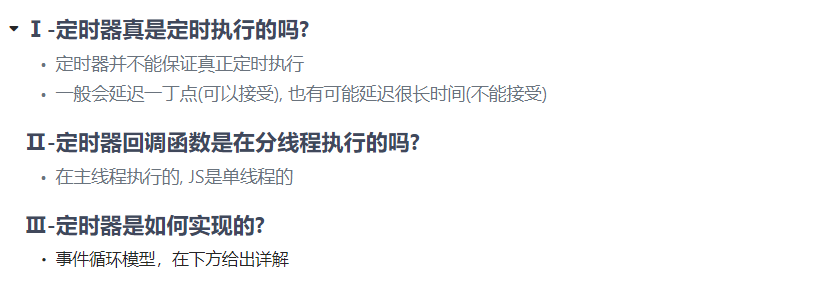 Ⅰ-定时器真是定时执行的吗?
• 定时器并不能保证真正定时执行
• 一般会延迟一丁点(可以接受), 也有可能延迟很长时间(不能接受)
Ⅱ-定时器回调函数是在分线程执行的吗?
• 在主线程执行的, JS是单线程的
Ⅲ-定时器是如何实现的?
• 事件循环模型，在下方给出详解